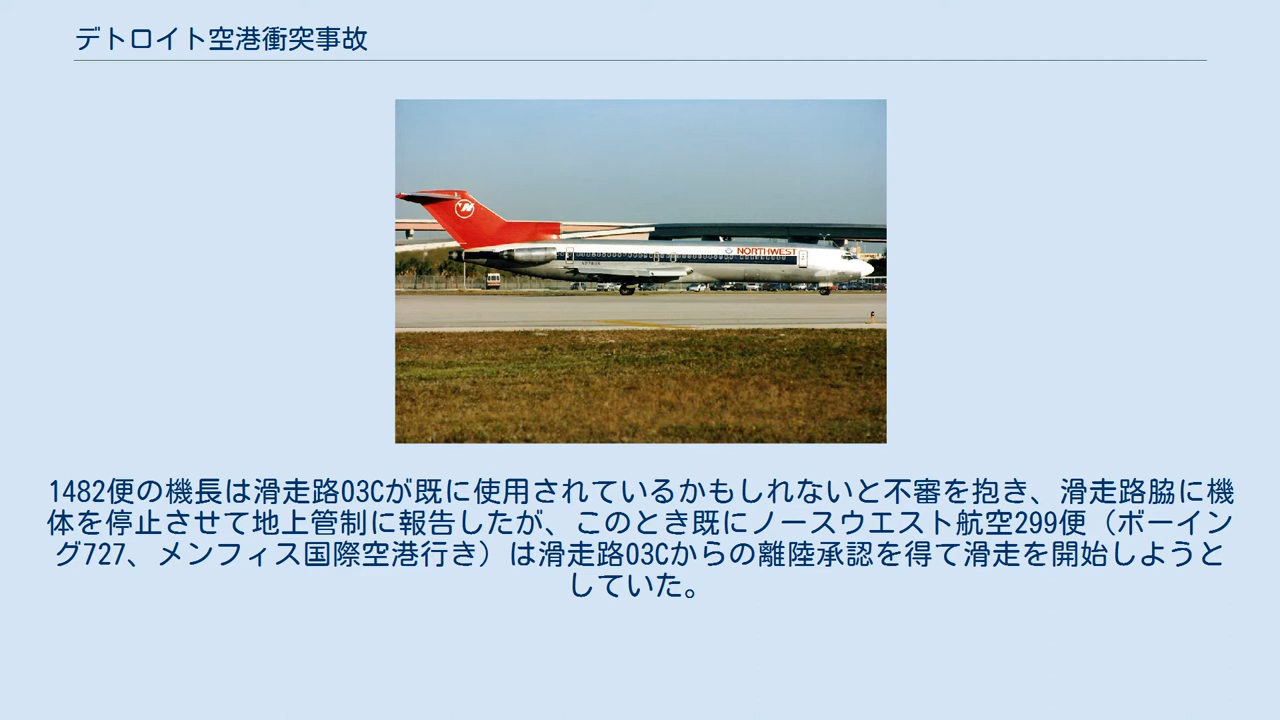 デトロイト空港衝突事故
NORTHWEST
1482便の機長は滑走路03Cが既に使用されているかもしれないと不審を抱き、滑走路脇に機
体を停止させて地上管制に報告したが、このとき既にノースウエスト航空299便（ボーイン
グ727、メンフィス国際空港行き）は滑走路03Cからの離陸承認を得て滑走を開始しようと
していた。